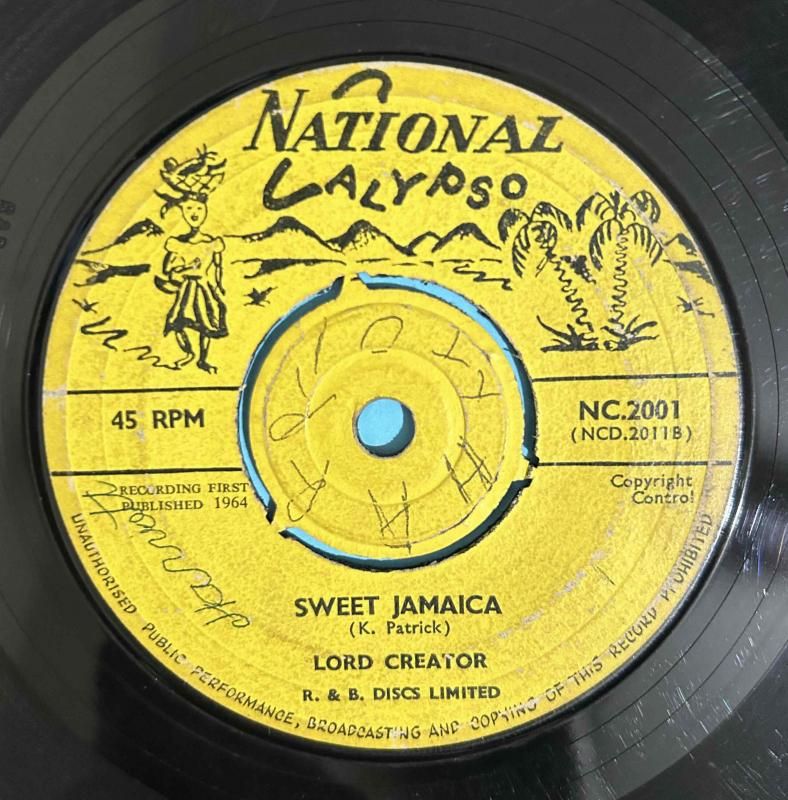 NATIONAL
CALYPSO
45 RPM
NC.2001
(NCD.2011B)
RECORDING FIRST
PUBLISHED 1964
Copyright
Control
SWEET JAMAICA
(K. Patrick)
LORD CREATOR
R. & B. DISCS LIMITED
UNAUTHORISED PUBLIC PERFORMANCE, BROADCASTING AND COPYING OF THIS RECORD PROHIBITED